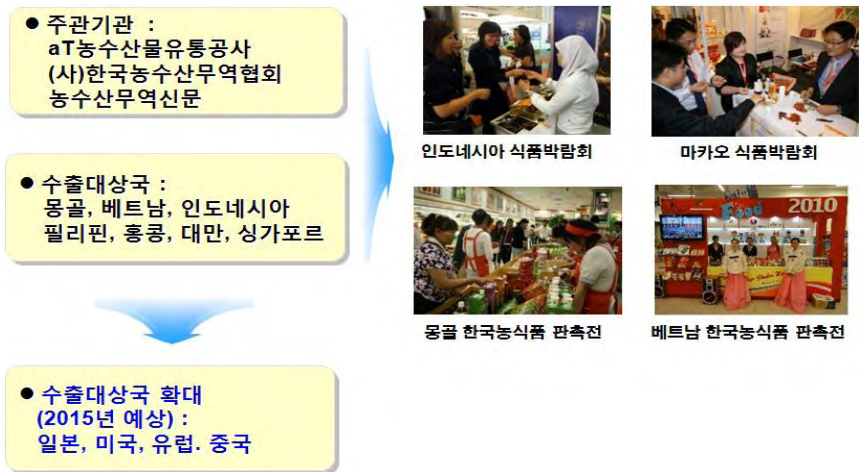 ● 주관기관 :
aT농수산물유통공사
(사)한국농수산무역협회
농수산무역신문
● 수출대상국 :
몽골, 베트남, 인도네시아
필리핀, 홍콩, 대만, 싱가포르
● 수출대상국 확대
(2015년 예상) :
일본, 미국, 유럽. 중국
인도네시아 식품박람회
마카오 식품박람회
Food 2010
몽골 한국농식품 판촉전
베트남 한국농식품 판촉전